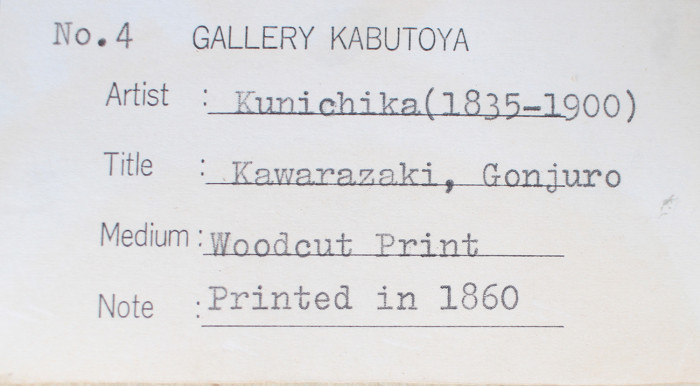 No.4 GALLERY KABUTOYA
Artist : Kunichika(1835-1900)
Title : Kawarazaki, Gonjuro
Medium : Woodcut Print
Note : Printed in 1860